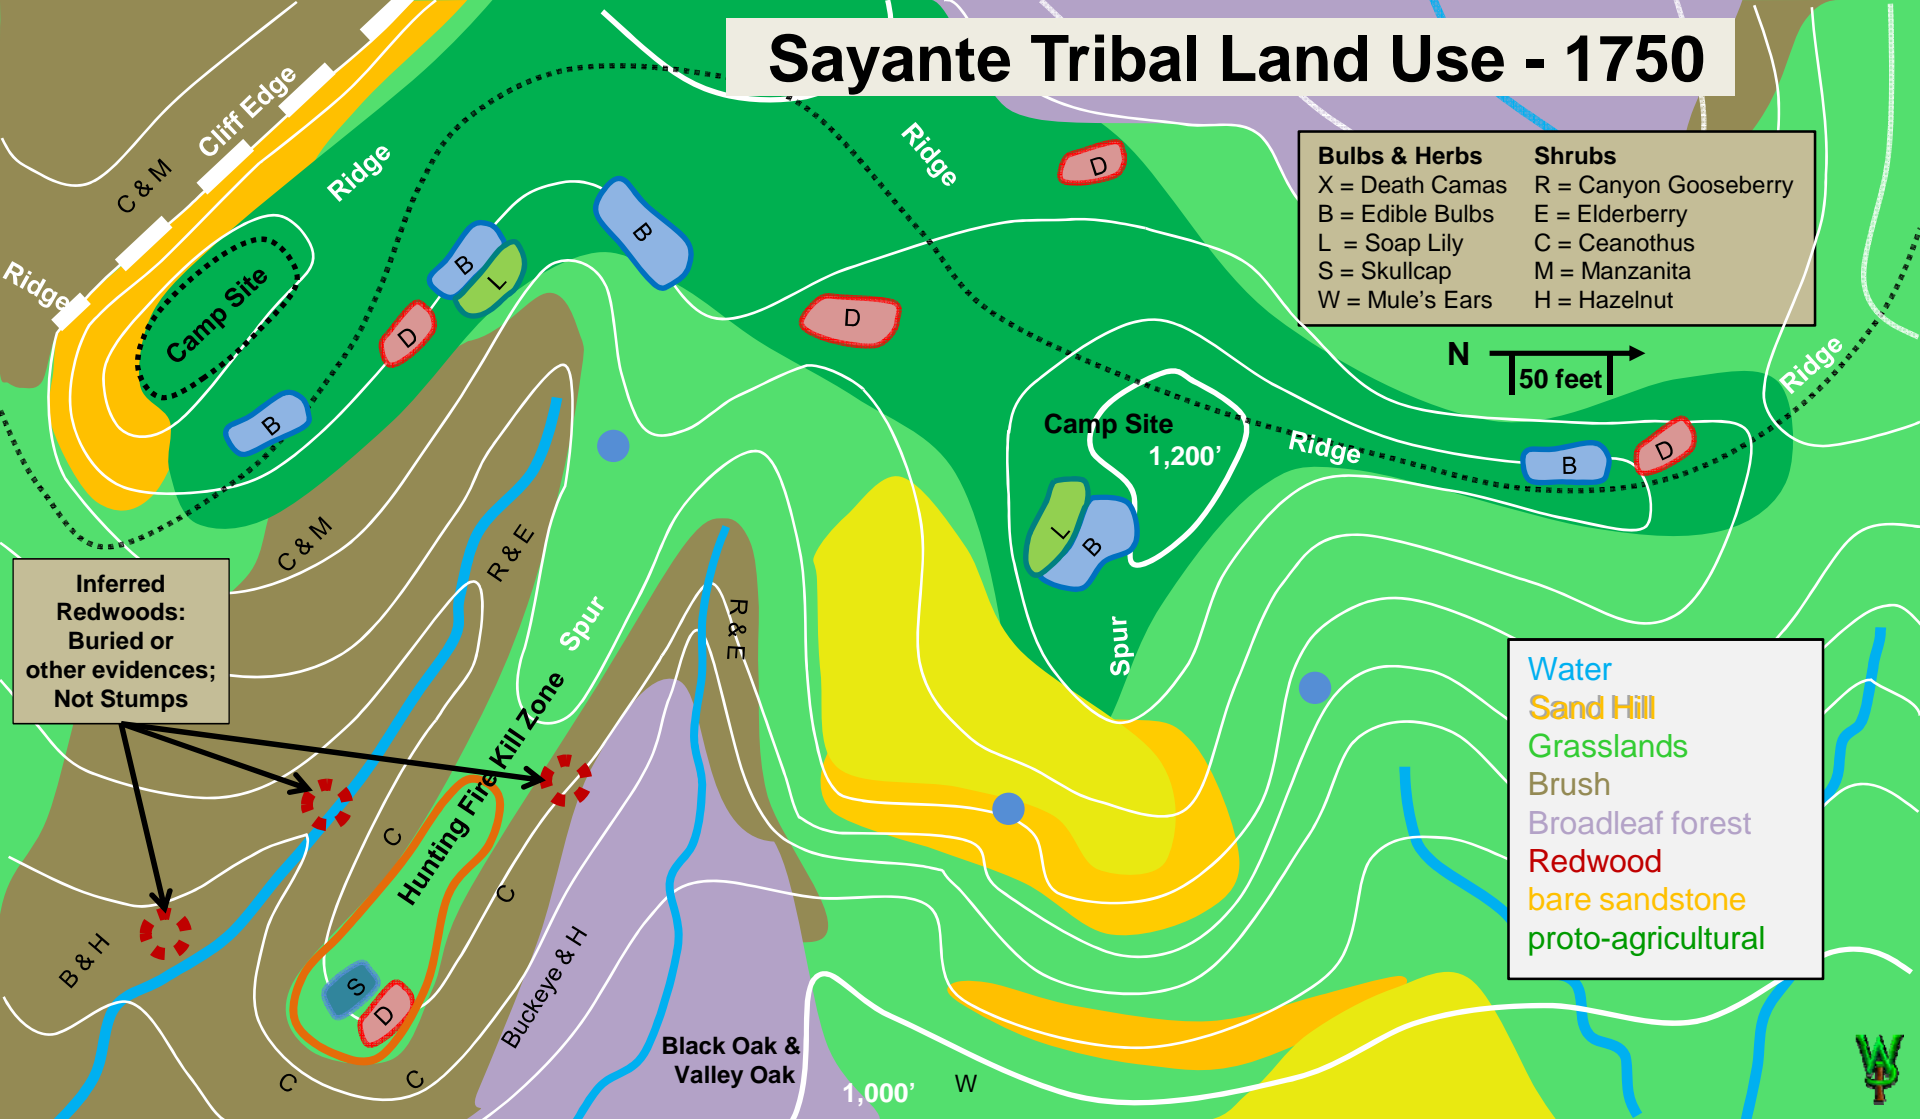 Sayante Tribal Land Use - 1750
Cliff Edge
C & M
Ridge
Ridge
Ridge
Camp Site
B
L
D
B
B
D
D
Bulbs & Herbs
X = Death Camas
B = Edible Bulbs
L = Soap Lily
S = Skullcap
W = Mule’s Ears
Shrubs
R = Canyon Gooseberry
E = Elderberry
C = Ceanothus
M = Manzanita
H = Hazelnut
N
50 feet
Ridge
Camp Site
1,200’
Ridge
B
D
L
B
C & M
R & E
Inferred
Redwoods:
Buried or
other evidences;
Not Stumps
Spur
R & E
Spur
Hunting Fire Kill Zone
C
C
B & H
S
D
Buckeye & H
C
C
Black Oak &
Valley Oak
1,000’
W
Water
Sand Hill
Grasslands
Brush
Broadleaf forest
Redwood
bare sandstone
proto-agricultural